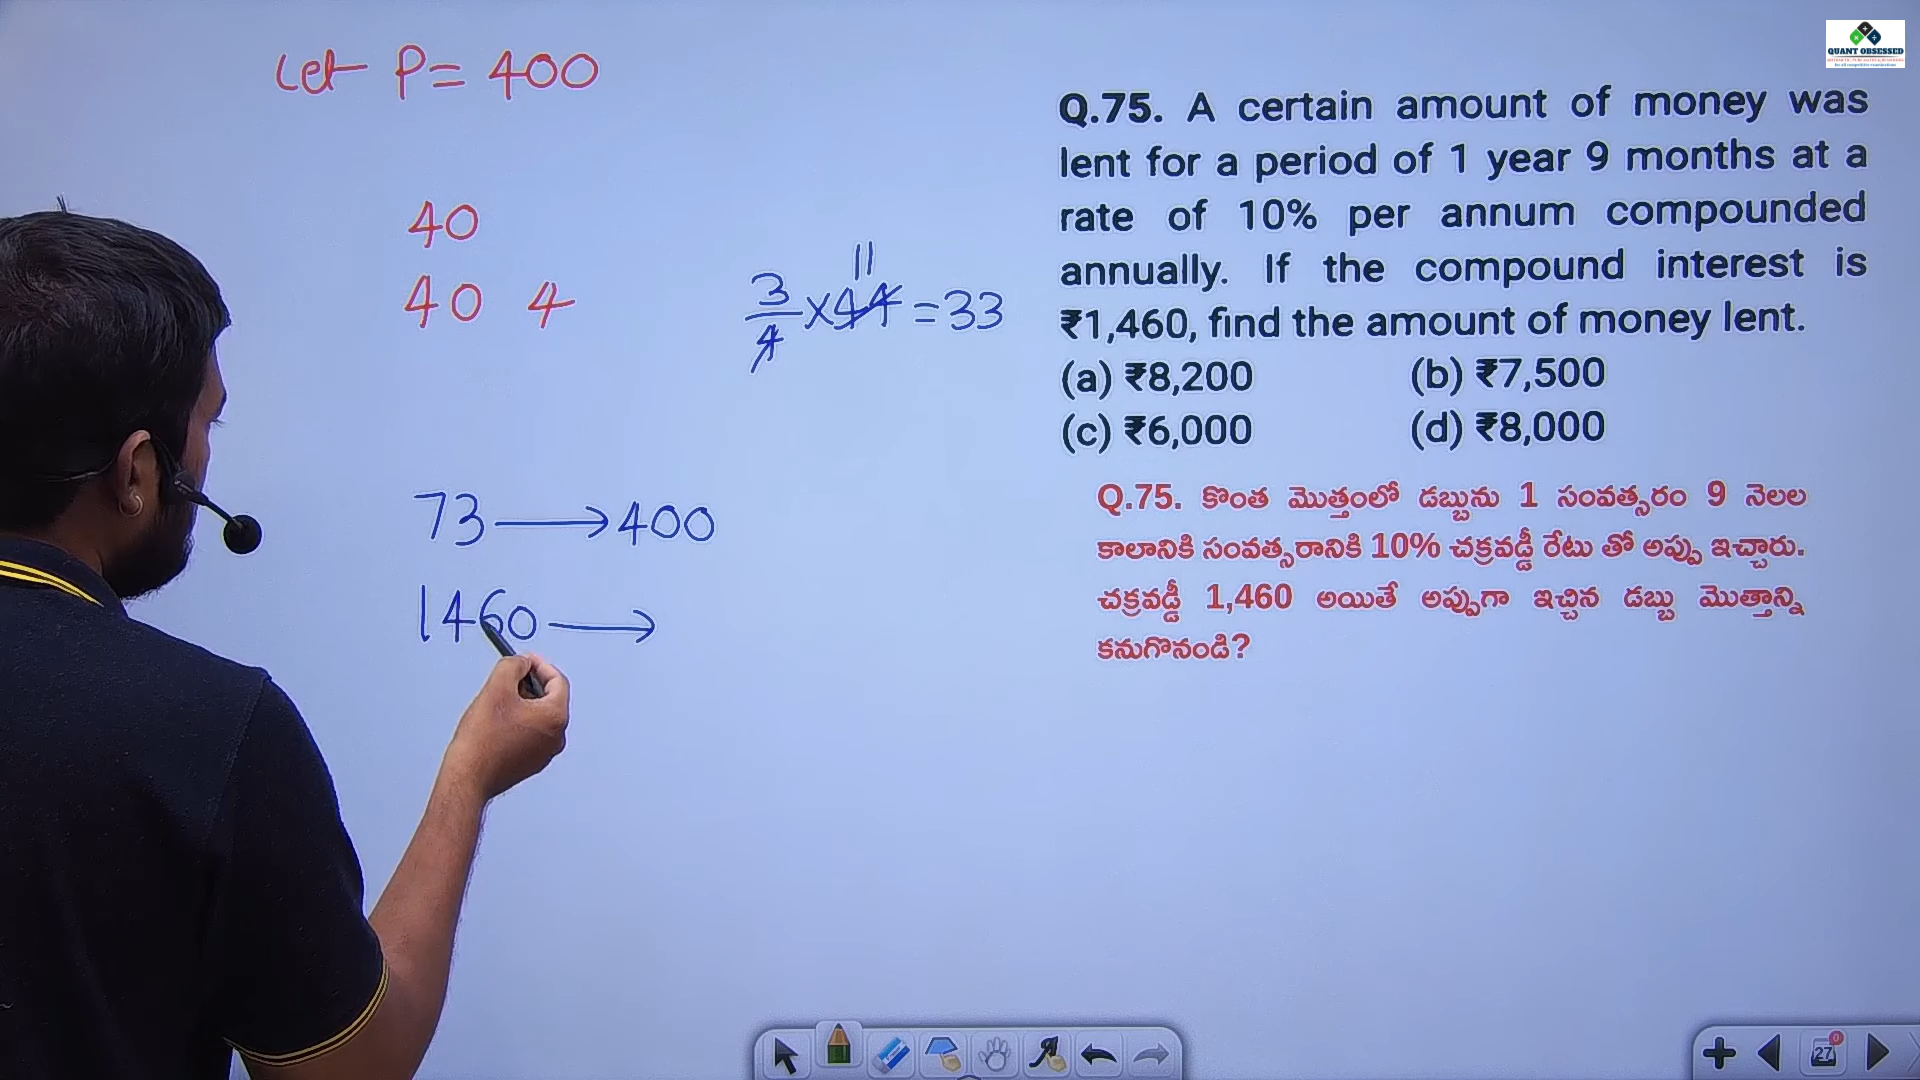 Let P = 400
40
40 4
3/4 × 44 = 33
11
73 → 400
1460 →
QUANT OBSESSED
Q.75. A certain amount of money was
lent for a period of 1 year 9 months at a
rate of 10% per annum compounded
annually. If the compound interest is
₹1,460, find the amount of money lent.
(a) ₹8,200 (b) ₹7,500
(c) ₹6,000 (d) ₹8,000
Q.75. కొంత మొత్తంలో డబ్బును 1 సంవత్సరం 9 నెలల
కాలానికి సంవత్సరానికి 10% చక్రవడ్డీ రేటు తో అప్పు ఇచ్చారు.
చక్రవడ్డీ 1,460 అయితే అప్పుగా ఇచ్చిన డబ్బు మొత్తాన్ని
కనుగొనండి?
27
0